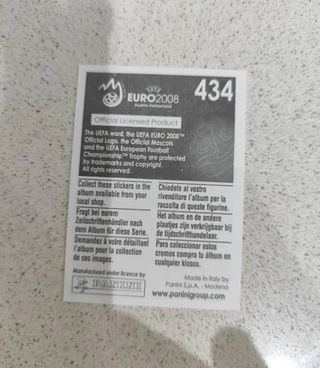 434
UEFA
EURO2008
Austria-Switzerland
Official Licensed Product
The UEFA word, the UEFA EURO 2008™
Official Logo, the Official Mascots
and the UEFA European Football
Championship™ Trophy are protected
by trademarks and copyright.
All rights reserved.
Collect these stickers in the
album available from your
local shop.
Fragt bei eurem
Zeitschriftenhändler nach
dem Album für diese Serie.
Demandez à votre détaillant
l'album pour la collection
de ses images.
Chiedete al vostro
rivenditore l'album per la
raccolta di queste figurine.
Het album en de andere
plaatjes zijn verkrijgbaar bij
de tijdschrifthandelaar.
Para coleccionar estos
cromos compra tu álbum en
cualquier kiosco.
Manufactured under licence by
PANINI
Made in Italy by
Panini S.p.A. - Modena
www.paninigroup.com